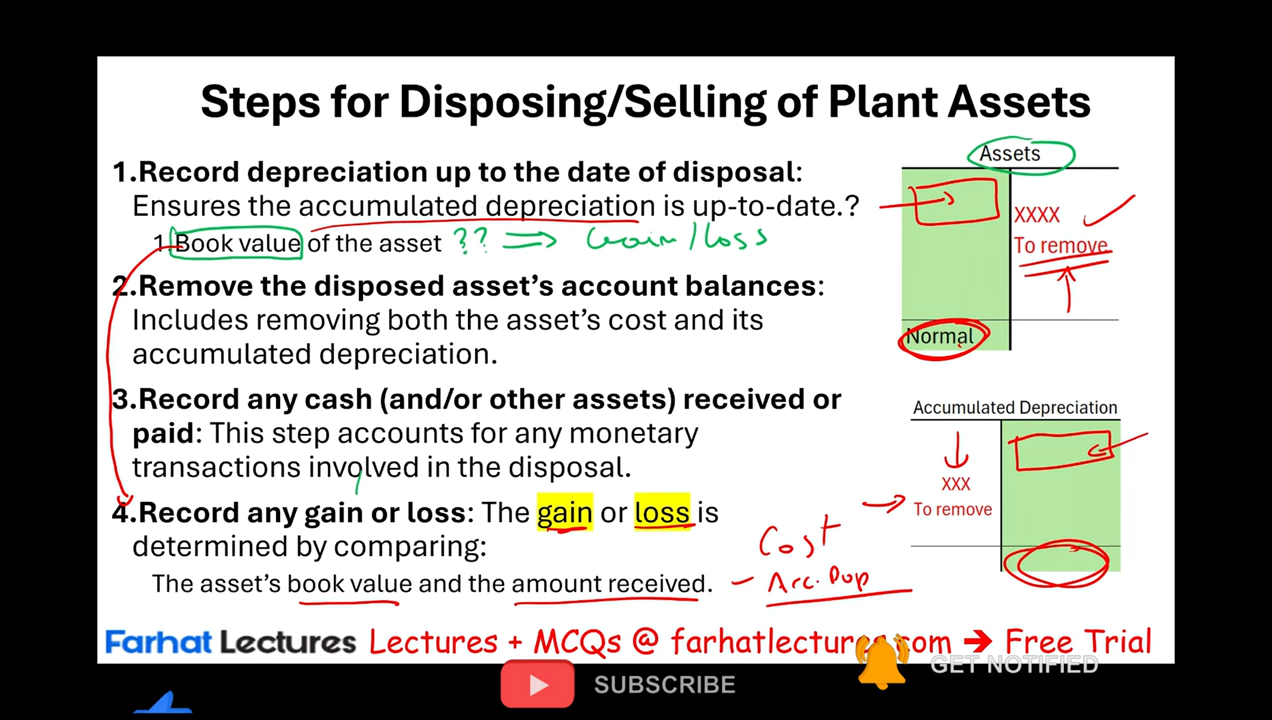 Steps for Disposing/Selling of Plant Assets
1.Record depreciation up to the date of disposal:
Ensures the accumulated depreciation is up-to-date.?
1.Book value of the asset ?? ⇒ Gain/Loss
2.Remove the disposed asset's account balances:
Includes removing both the asset's cost and its
accumulated depreciation.
3.Record any cash (and/or other assets) received or
paid: This step accounts for any monetary
transactions involved in the disposal.
4.Record any gain or loss: The gain or loss is
determined by comparing:
The asset's book value and the amount received.
Cost
- Acc. Dep
Assets
XXXX
To remove
Normal
Accumulated Depreciation
XXX
To remove
Farhat Lectures Lectures + MCQs @ farhatlectures.com → Free Trial
SUBSCRIBE
GET NOTIFIED